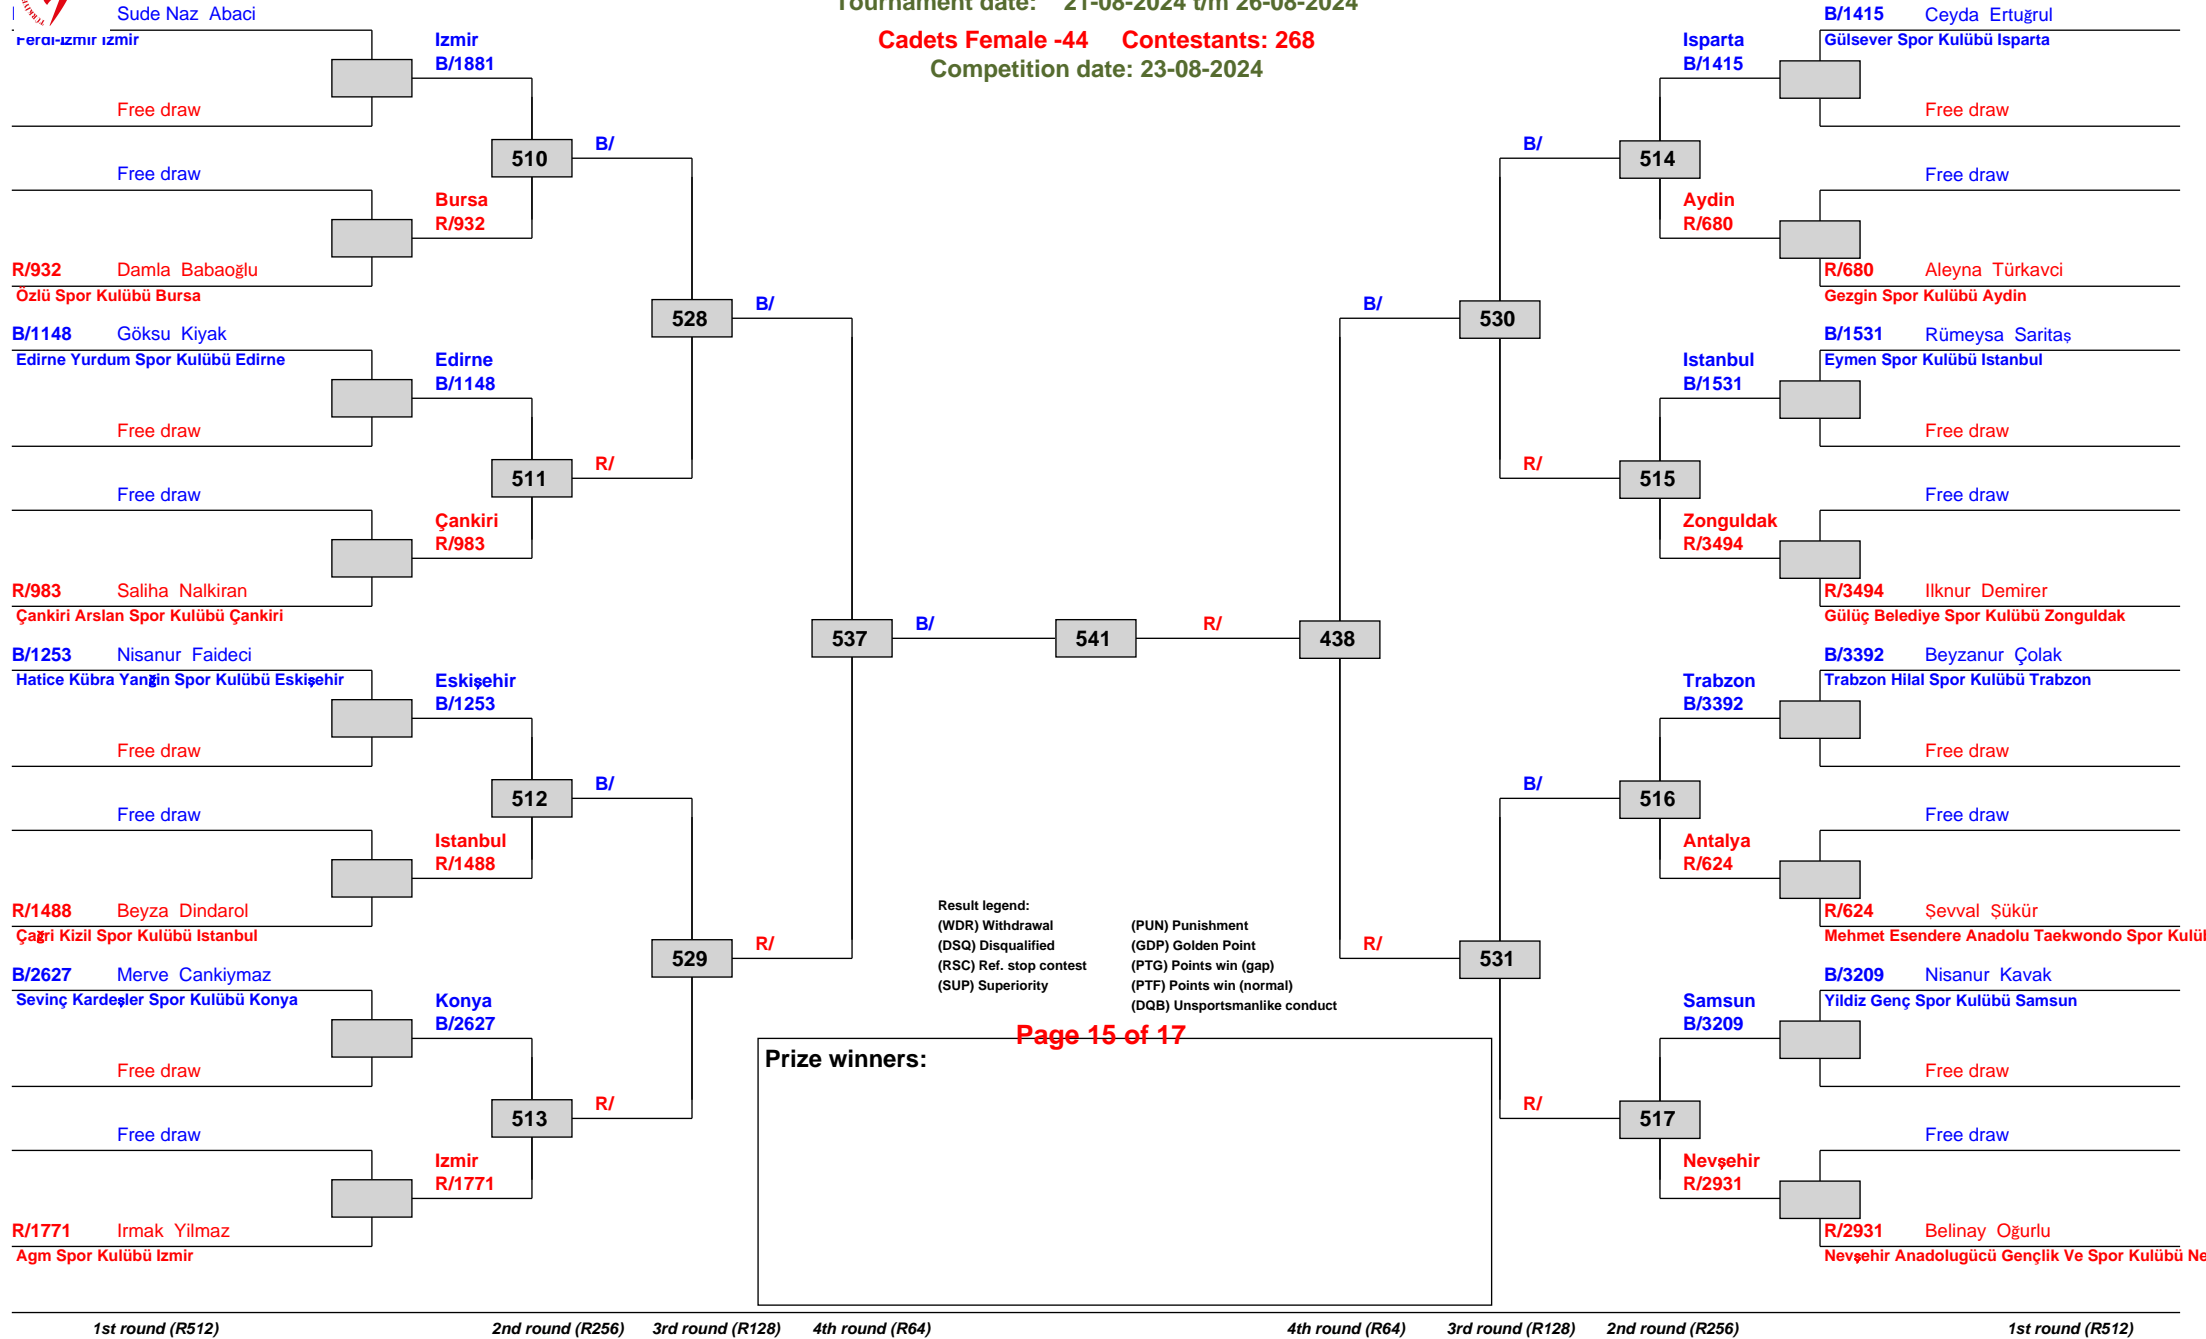 Tournament date: 21-08-2024 t/m 26-08-2024
Cadets Female -44 Contestants: 268
Competition date: 23-08-2024
Sude Naz Abaci
Ferdi-Izmir Izmir
Free draw
Izmir
B/1881
Free draw
R/932 Damla Babaoğlu
Özlü Spor Kulübü Bursa
Bursa
R/932
510
B/
B/1148 Göksu Kiyak
Edirne Yurdum Spor Kulübü Edirne
Free draw
Edirne
B/1148
Free draw
R/983 Saliha Nalkiran
Çankiri Arslan Spor Kulübü Çankiri
Çankiri
R/983
511
R/
528
B/
B/1253 Nisanur Faideci
Hatice Kübra Yanğin Spor Kulübü Eskişehir
Free draw
Eskişehir
B/1253
Free draw
R/1488 Beyza Dindarol
Çağri Kizil Spor Kulübü Istanbul
Istanbul
R/1488
512
B/
B/2627 Merve Cankiymaz
Sevinç Kardeşler Spor Kulübü Konya
Free draw
Konya
B/2627
Free draw
R/1771 Irmak Yilmaz
Agm Spor Kulübü Izmir
Izmir
R/1771
513
R/
529
R/
537
B/
541
R/
438
B/1415 Ceyda Ertuğrul
Gülsever Spor Kulübü Isparta
Free draw
Isparta
B/1415
Free draw
R/680 Aleyna Türkavci
Gezgin Spor Kulübü Aydin
Aydin
R/680
514
B/
B/1531 Rümeysa Saritaş
Eymen Spor Kulübü Istanbul
Free draw
Istanbul
B/1531
Free draw
R/3494 Ilknur Demirer
Gülüç Belediye Spor Kulübü Zonguldak
Zonguldak
R/3494
515
R/
530
B/
B/3392 Beyzanur Çolak
Trabzon Hilal Spor Kulübü Trabzon
Free draw
Trabzon
B/3392
Free draw
R/624 Şevval Şükür
Mehmet Esendere Anadolu Taekwondo Spor
Antalya
R/624
516
B/
B/3209 Nisanur Kavak
Yildiz Genç Spor Kulübü Samsun
Free draw
Samsun
B/3209
Free draw
R/2931 Belinay Oğurlu
Nevşehir Anadolugücü Gençlik Ve Spor Kulübü
Nevşehir
R/2931
517
R/
531
R/
Result legend:
(WDR) Withdrawal (PUN) Punishment
(DSQ) Disqualified (GDP) Golden Point
(RSC) Ref. stop contest (PTG) Points win (gap)
(SUP) Superiority (PTF) Points win (normal)
(DQB) Unsportsmanlike conduct
Page 15 of 17
Prize winners:
1st round (R512) 2nd round (R256) 3rd round (R128) 4th round (R64) 4th round (R64) 3rd round (R128) 2nd round (R256) 1st round (R512)